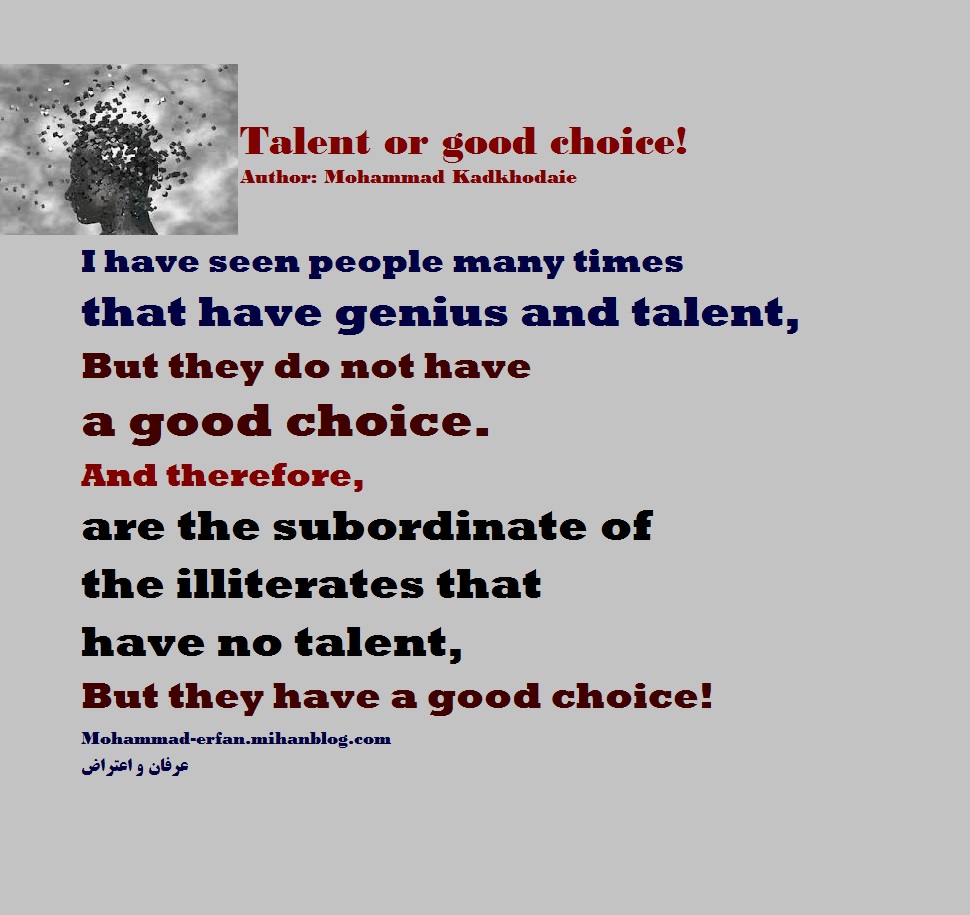 Talent or good choice!
Author: Mohammad Kadkhodaie
I have seen people many times
that have genius and talent,
But they do not have
a good choice.
And therefore,
are the subordinate of
the illiterates that
have no talent,
But they have a good choice!
Mohammad-erfan.mihanblog.com
عرفان و اعتراض